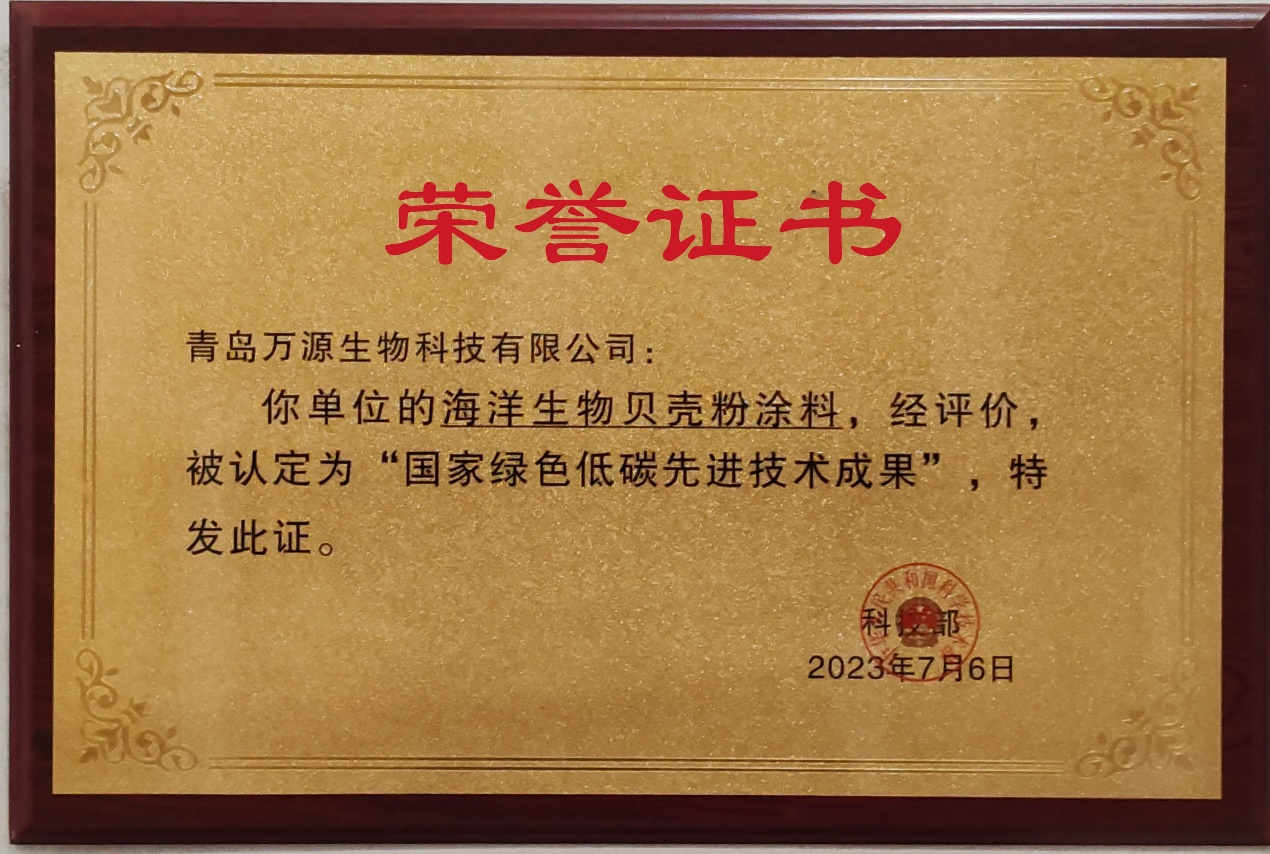 荣誉证书
青岛万源生物科技有限公司：
你单位的海洋生物贝壳粉涂料，经评价，
被认定为“国家绿色低碳先进技术成果”，特
发此证。
科技部
2023年7月6日